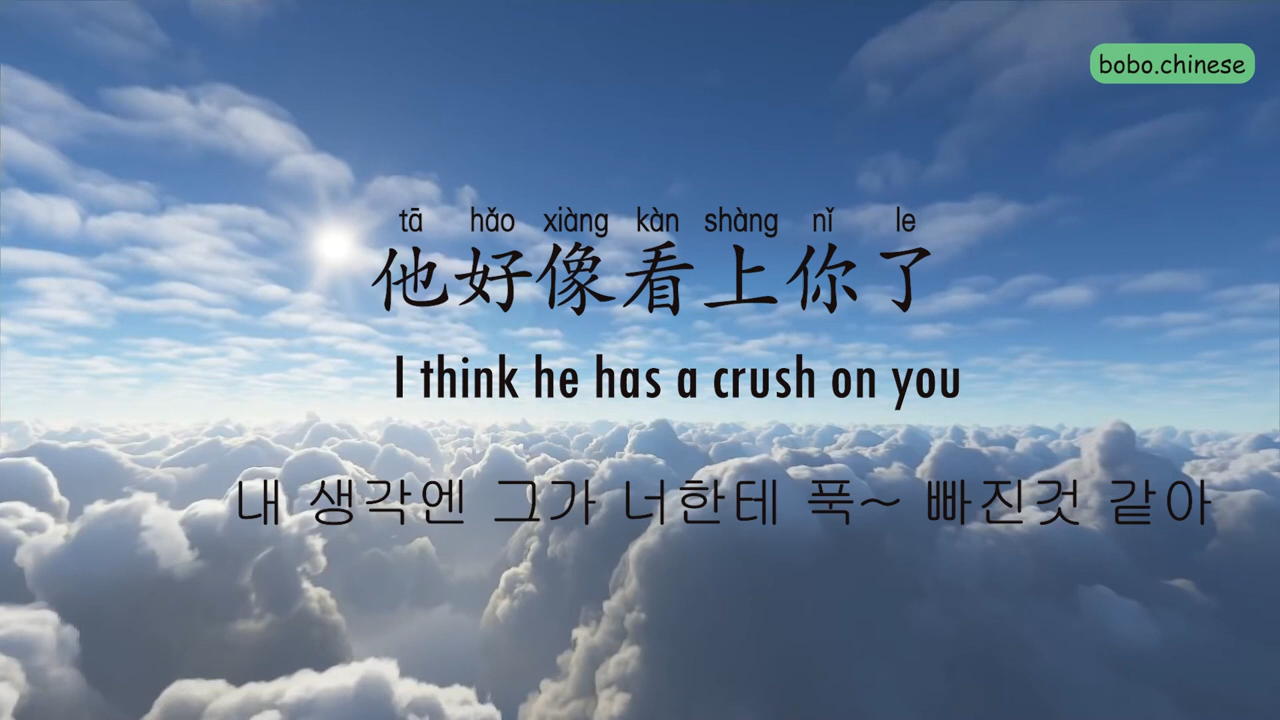 bobo.chinese
tā hǎo xiàng kàn shàng nǐ le
他好像看上你了
I think he has a crush on you
내 생각엔 그가 너한테 푹~ 빠진것 같아